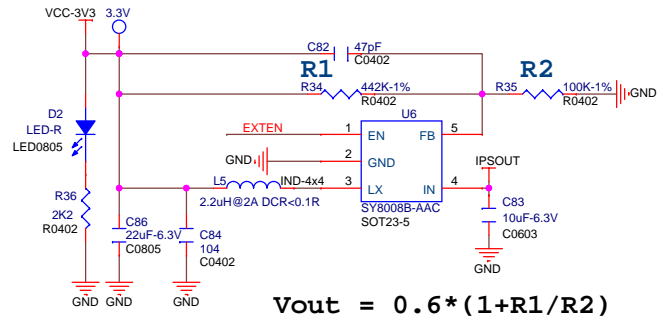 VCC-3V3 3.3V
C82 47pF
C0402
R1 R2
R34 442K-1%
R0402
R35 100K-1%
R0402
GND
D2
LED-R
LED0805
U6
EXTEN 1 EN FB 5
GND 2 GND
IPSOUT
L5 IND-4x4 3 LX IN 4
2.2uH@2A DCR<0.1R
SY8008B-AAC
SOT23-5
R36
2K2
R0402
C86
22uF-6.3V
C0805
C84
104
C0402
C83
10uF-6.3V
C0603
GND
GND GND GND
Vout = 0.6*(1+R1/R2)